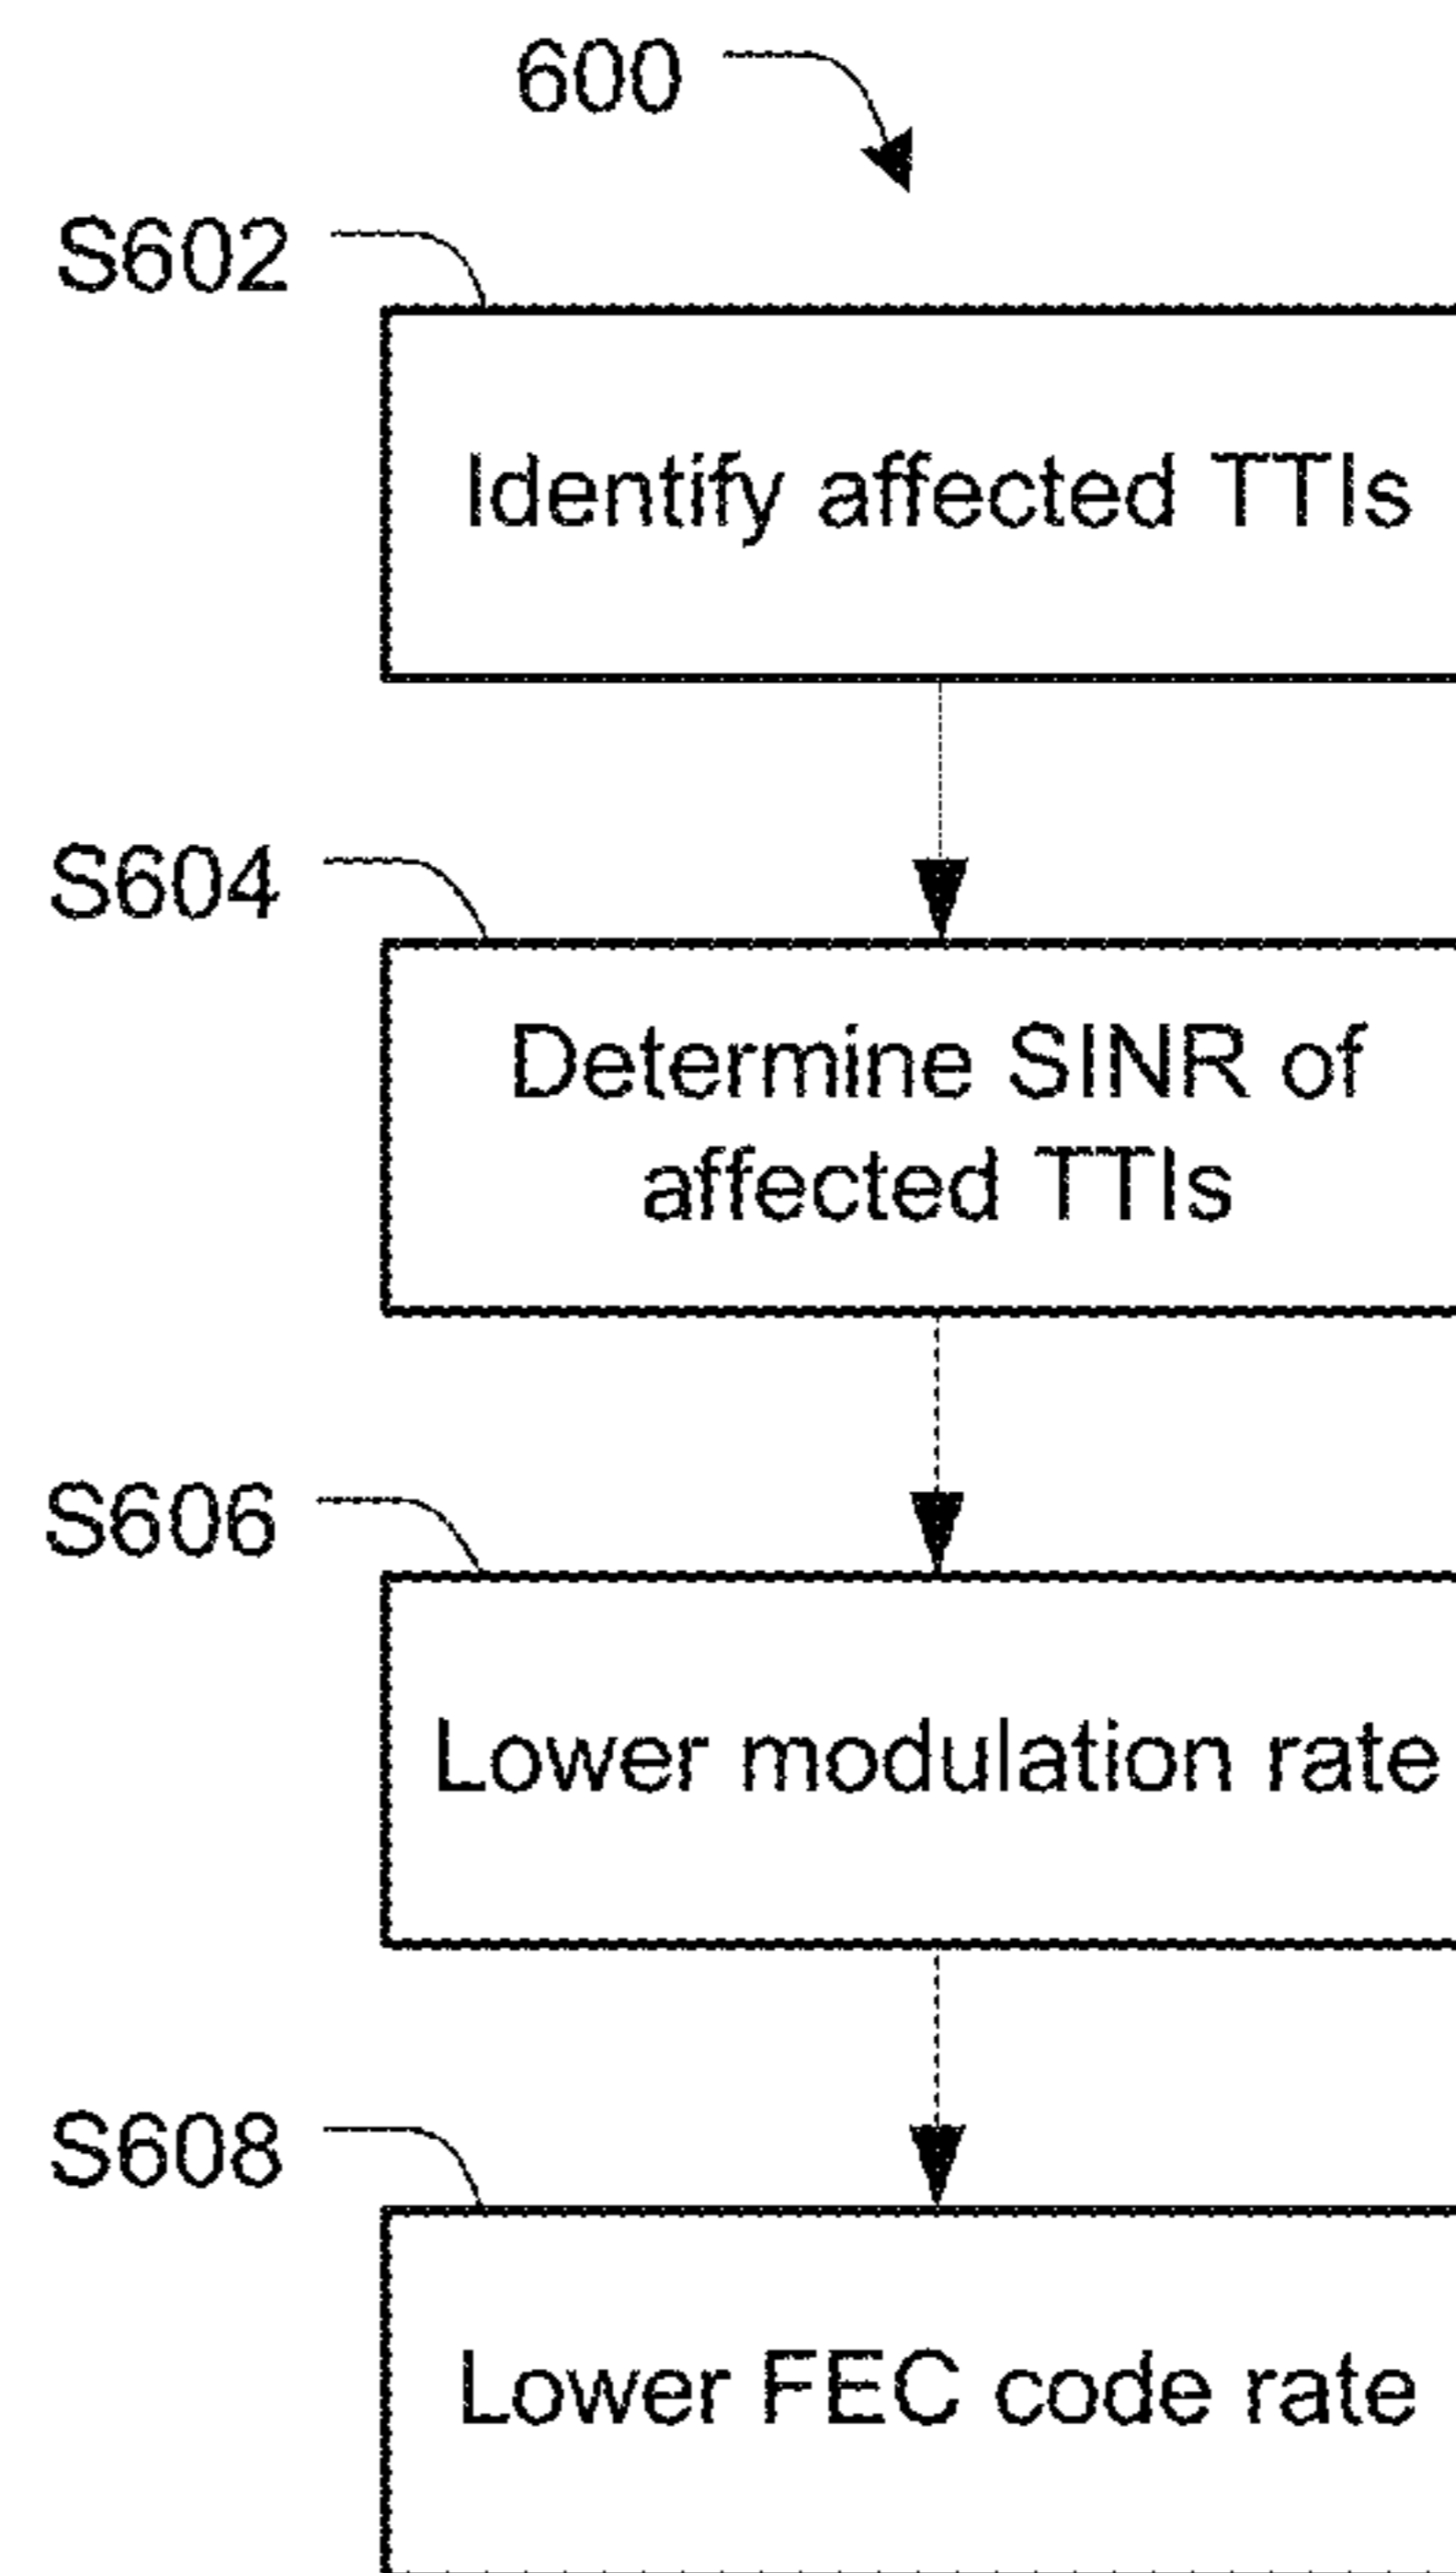 600
S602
Identify affected TTIs
S604
Determine SINR of
affected TTIs
S606
Lower modulation rate
S608
Lower FEC code rate